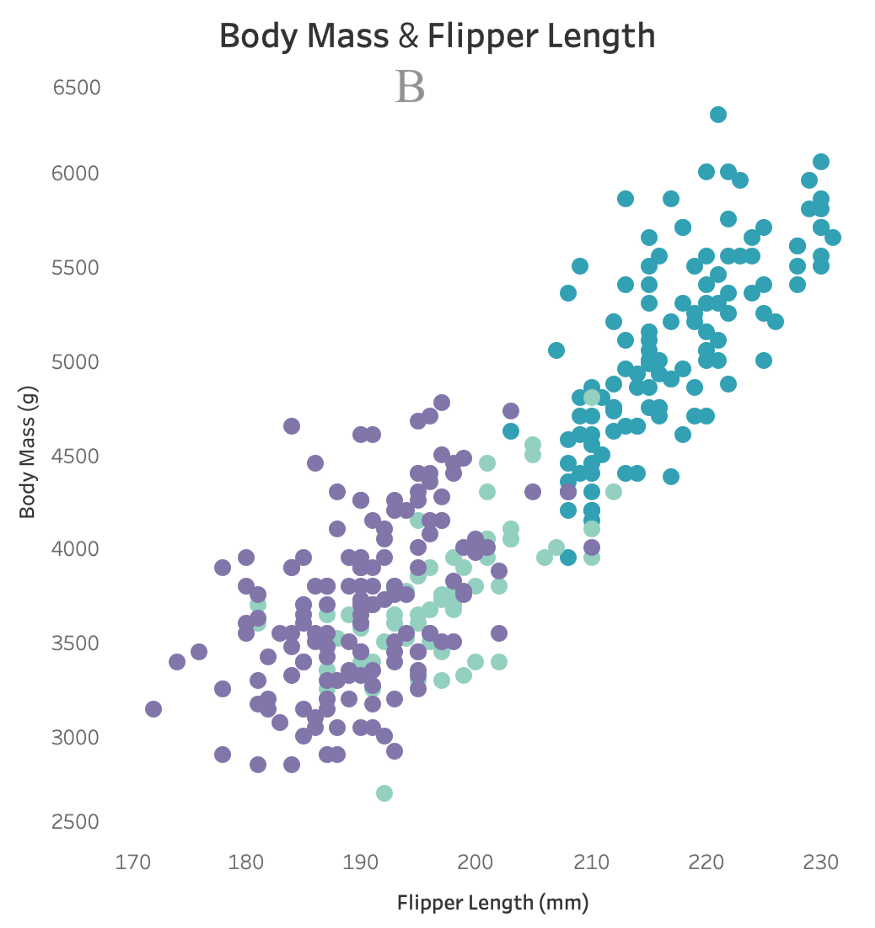 Body Mass & Flipper Length
B
6500
6000
5500
5000
4500
4000
3500
3000
2500
Body Mass (g)
170 180 190 200 210 220 230
Flipper Length (mm)